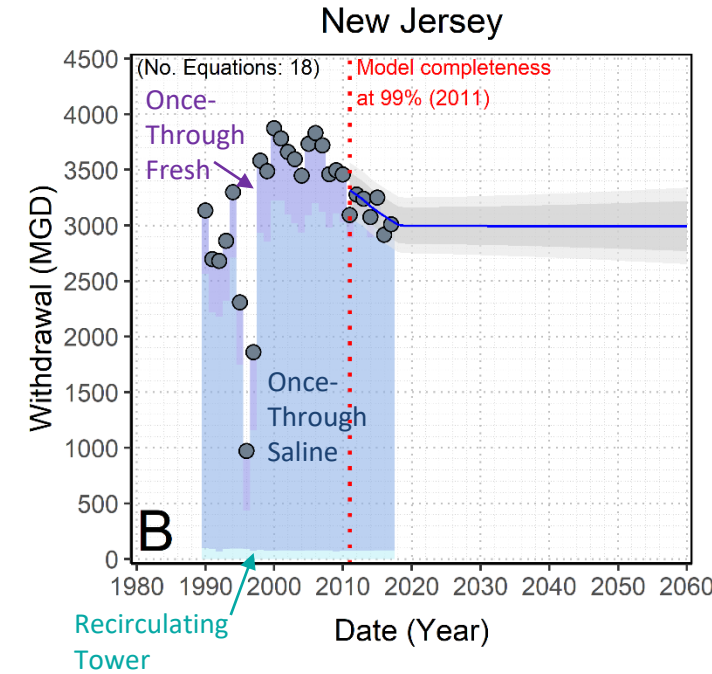 New Jersey
(No. Equations: 18)
Model completeness
at 99% (2011)
Once-
Through
Fresh
Once-
Through
Saline
B
Withdrawal (MGD)
4500
4000
3500
3000
2500
2000
1500
1000
500
0
1980 1990 2000 2010 2020 2030 2040 2050 2060
Recirculating
Tower
Date (Year)